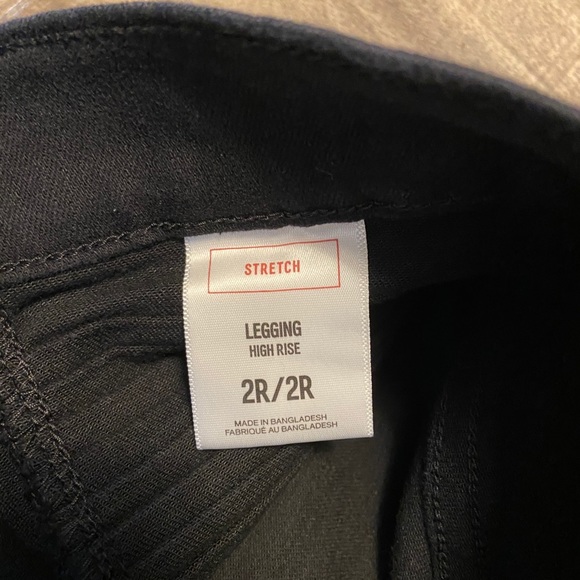 STRETCH
LEGGING
HIGH RISE
2R/2R
MADE IN BANGLADESH
FABRIQUÉ AU BANGLADESH